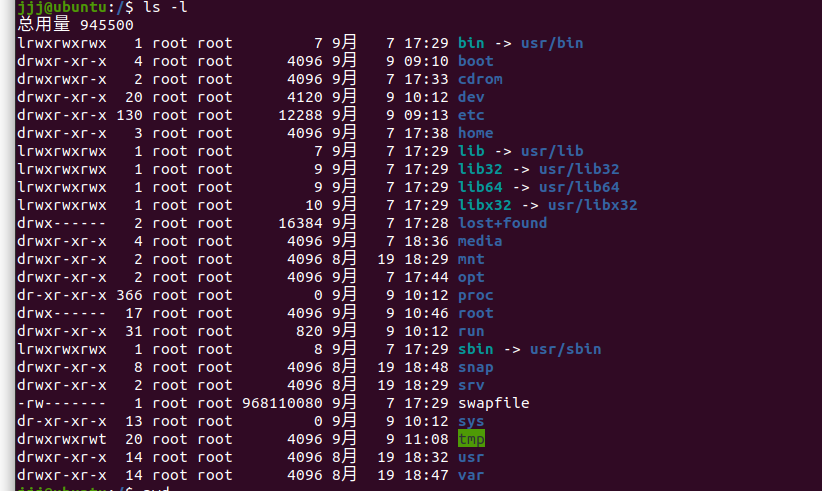 jjj@ubuntu:/$ ls -l
总用量 945500
lrwxrwxrwx   1 root root         7 9月   7 17:29 bin -> usr/bin
drwxr-xr-x   4 root root      4096 9月   9 09:10 boot
drwxrwxr-x   2 root root      4096 9月   7 17:33 cdrom
drwxr-xr-x  20 root root      4120 9月   9 10:12 dev
drwxr-xr-x 130 root root     12288 9月   9 09:13 etc
drwxr-xr-x   3 root root      4096 9月   7 17:38 home
lrwxrwxrwx   1 root root         7 9月   7 17:29 lib -> usr/lib
lrwxrwxrwx   1 root root         9 9月   7 17:29 lib32 -> usr/lib32
lrwxrwxrwx   1 root root         9 9月   7 17:29 lib64 -> usr/lib64
lrwxrwxrwx   1 root root        10 9月   7 17:29 libx32 -> usr/libx32
drwx------   2 root root     16384 9月   7 17:28 lost+found
drwxr-xr-x   4 root root      4096 9月   7 18:36 media
drwxr-xr-x   2 root root      4096 8月  19 18:29 mnt
drwxr-xr-x   2 root root      4096 9月   7 17:44 opt
dr-xr-xr-x 366 root root         0 9月   9 10:12 proc
drwx------  17 root root      4096 9月   9 10:46 root
drwxr-xr-x  31 root root       820 9月   9 10:12 run
lrwxrwxrwx   1 root root         8 9月   7 17:29 sbin -> usr/sbin
drwxr-xr-x   8 root root      4096 8月  19 18:48 snap
drwxr-xr-x   2 root root      4096 8月  19 18:29 srv
-rw-------   1 root root 968110080 9月   7 17:29 swapfile
dr-xr-xr-x  13 root root         0 9月   9 10:12 sys
drwxrwxrwt  20 root root      4096 9月   9 11:08 tmp
drwxr-xr-x  14 root root      4096 8月  19 18:32 usr
drwxr-xr-x  14 root root      4096 8月  19 18:47 var
jjj@ubuntu:/$